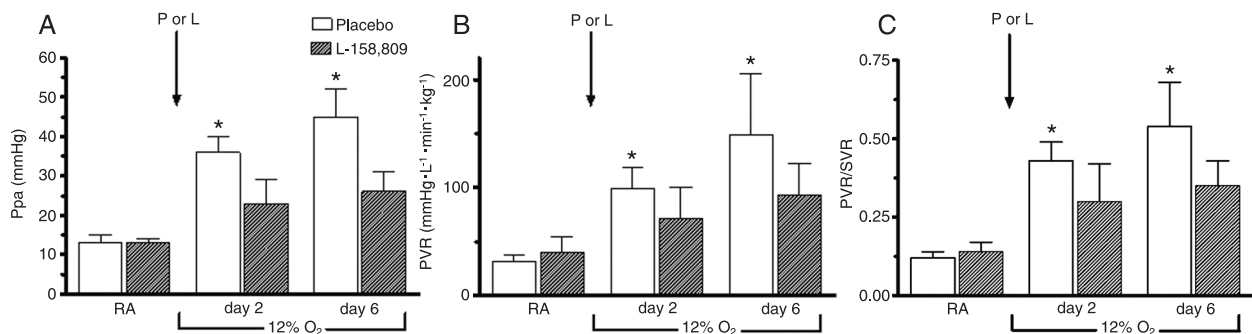 A
P or L
Placebo
L-158,809
Ppa (mmHg)
60
50
40
30
20
10
0
*
*
RA
day 2
day 6
12% O₂
B
P or L
PVR (mmHg·L⁻¹·min⁻¹·kg⁻¹)
200
100
0
*
*
RA
day 2
day 6
12% O₂
C
P or L
PVR/SVR
0.75
0.50
0.25
0.00
*
*
RA
day 2
day 6
12% O₂